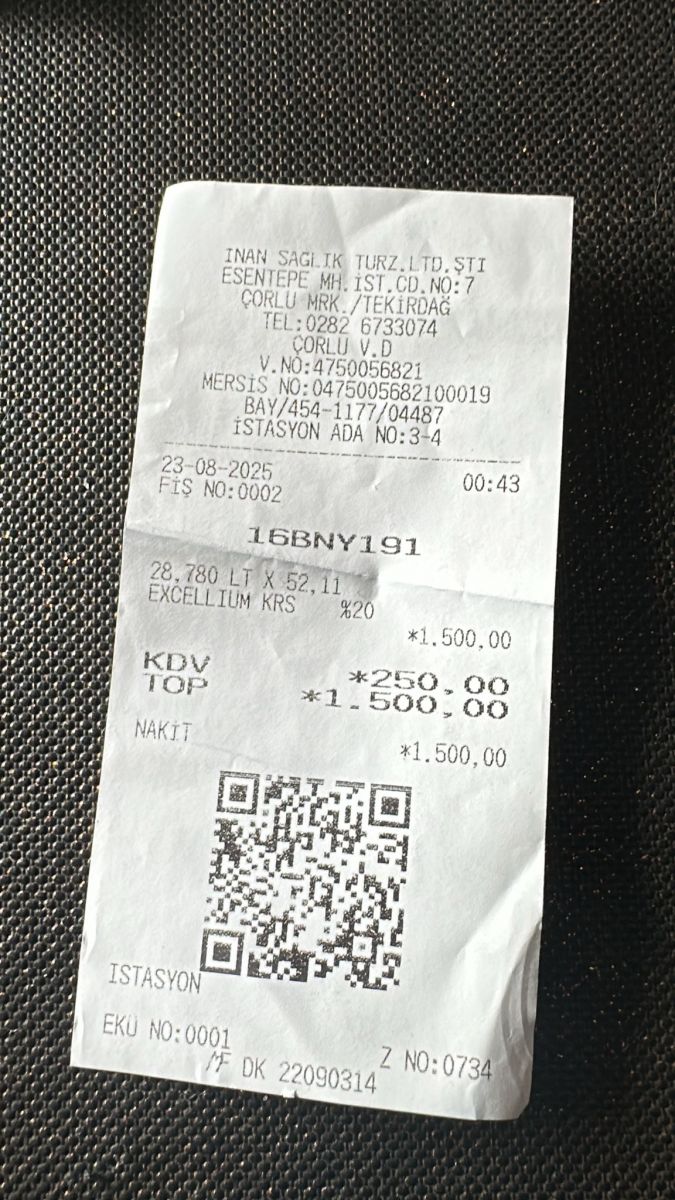 INAN SAGLIK TURZ.LTD.ŞTI
ESENTEPE MH.İST.CD.NO:7
ÇORLU MRK./TEKİRDAĞ
TEL:0282 6733074
ÇORLU V.D
V.NO:4750056821
MERSİS NO:0475005682100019
BAY/454-1177/04487
İSTASYON ADA NO:3-4
23-08-2025 00:43
FİŞ NO:0002
16BNY191
28,780 LT X 52,11
EXCELLIUM KRS %20
*1.500,00
KDV *250,00
TOP *1.500,00
NAKİT *1.500,00
ISTASYON
EKÜ NO:0001 Z NO:0734
MF DK 22090314